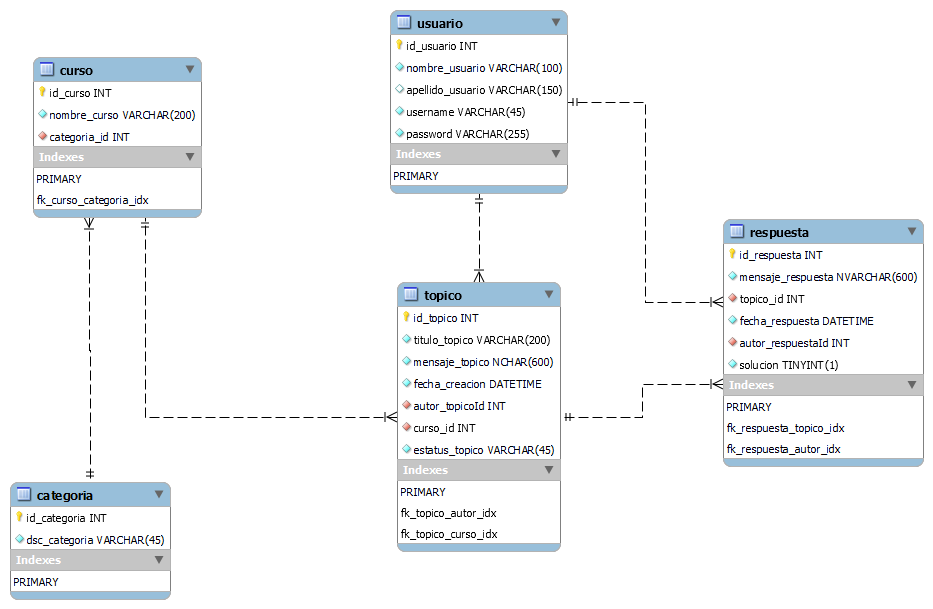 usuario
id_usuario INT
nombre_usuario VARCHAR(100)
apellido_usuario VARCHAR(150)
username VARCHAR(45)
password VARCHAR(255)
Indexes
PRIMARY
curso
id_curso INT
nombre_curso VARCHAR(200)
categoria_id INT
Indexes
PRIMARY
fk_curso_categoria_idx
respuesta
id_respuesta INT
mensaje_respuesta NVARCHAR(600)
topico_id INT
fecha_respuesta DATETIME
autor_respuestaId INT
solucion TINYINT(1)
Indexes
PRIMARY
fk_respuesta_topico_idx
fk_respuesta_autor_idx
topico
id_topico INT
titulo_topico VARCHAR(200)
mensaje_topico NCHAR(600)
fecha_creacion DATETIME
autor_topicoId INT
curso_id INT
estatus_topico VARCHAR(45)
Indexes
PRIMARY
fk_topico_autor_idx
fk_topico_curso_idx
categoria
id_categoria INT
dsc_categoria VARCHAR(45)
Indexes
PRIMARY